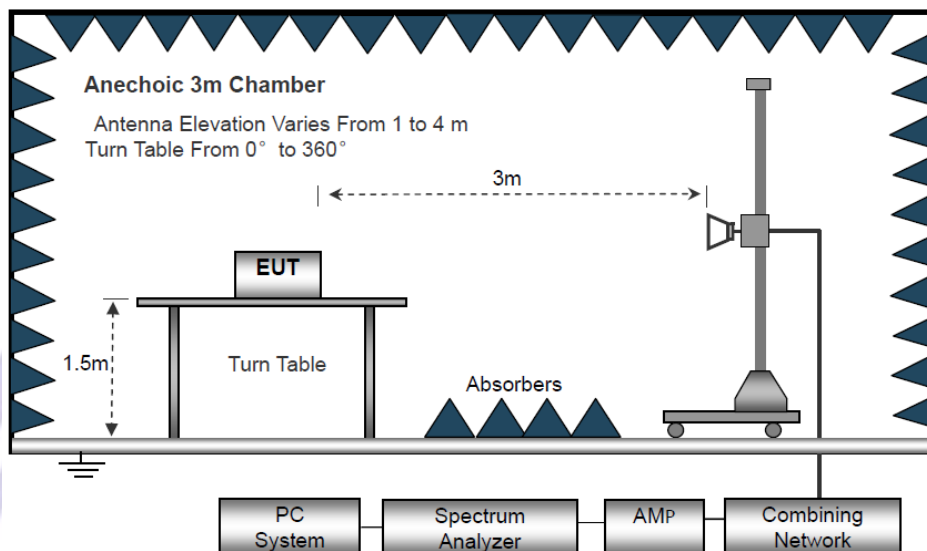 Anechoic 3m Chamber
Antenna Elevation Varies From 1 to 4 m
Turn Table From 0° to 360°
3m
EUT
1.5m
Turn Table
Absorbers
PC
System
Spectrum
Analyzer
AMP
Combining
Network